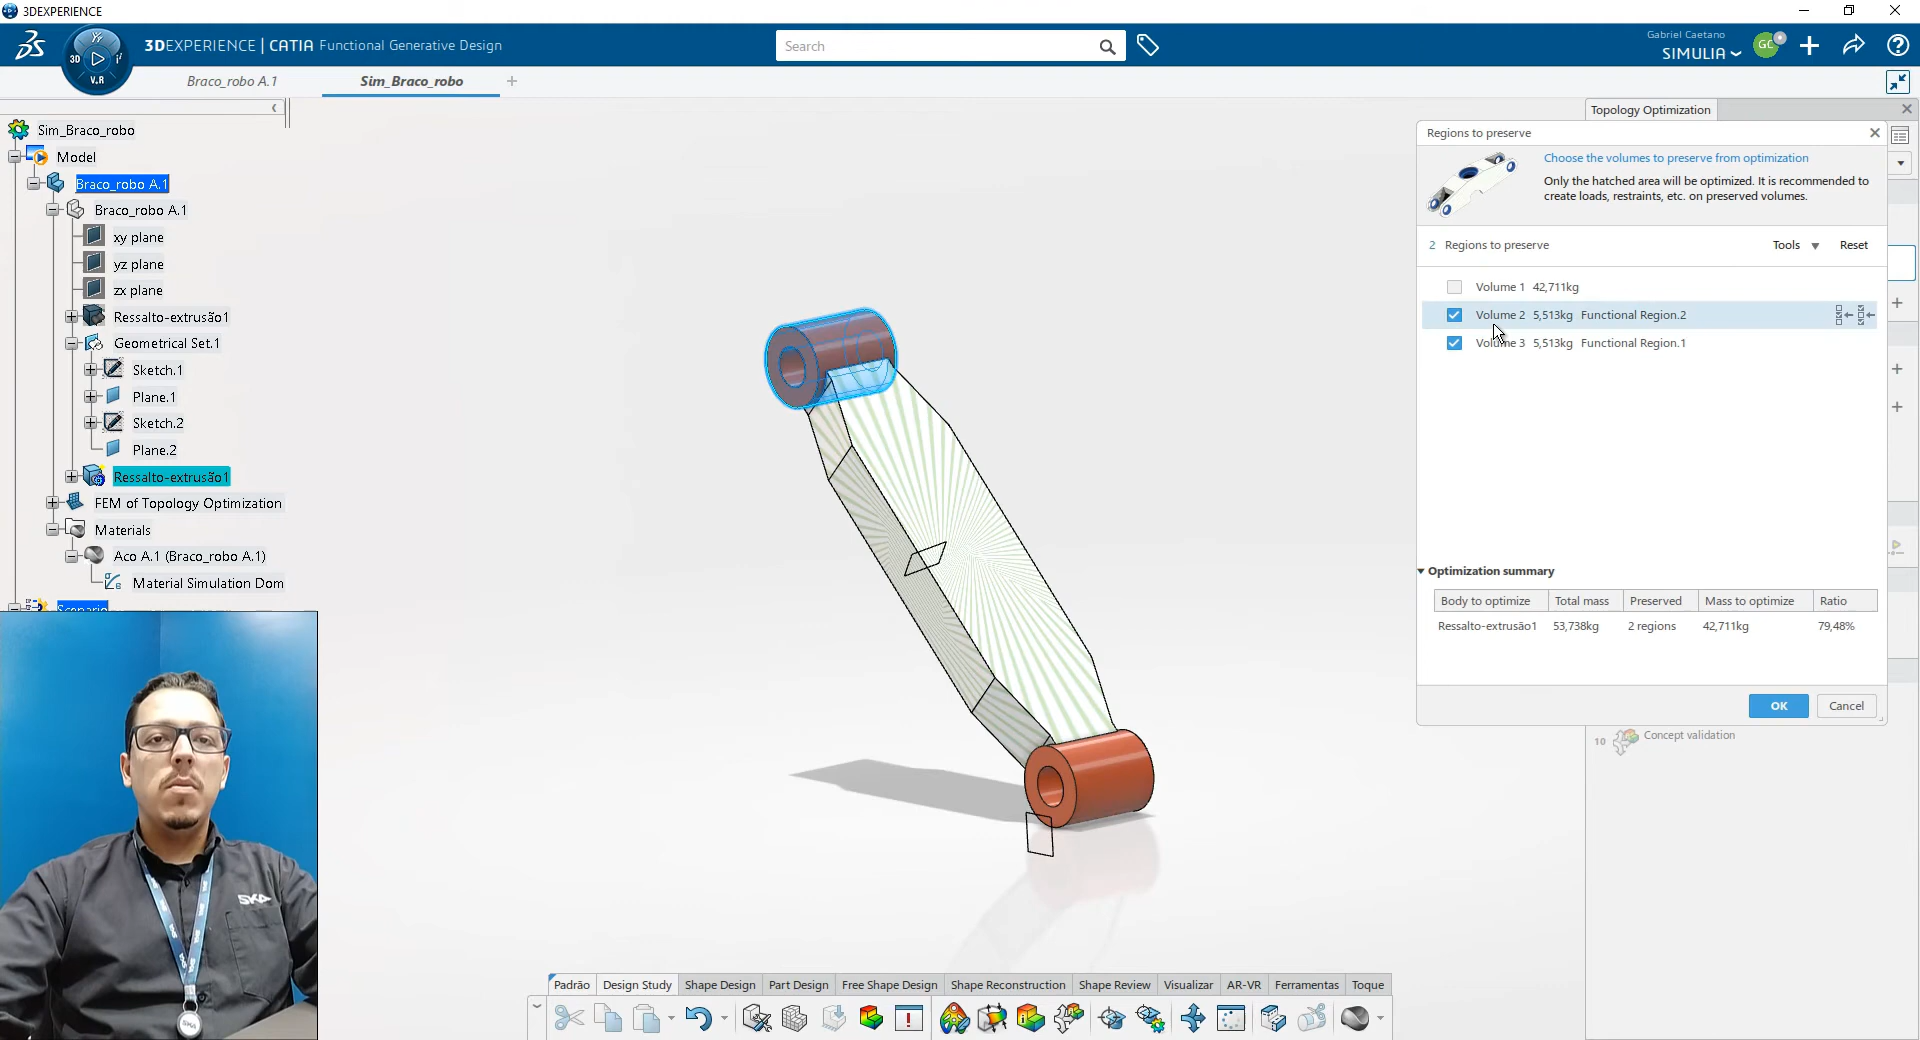 3DEXPERIENCE
3D
V.R
3DEXPERIENCE | CATIA Functional Generative Design
Search
Gabriel Caetano
SIMULIA
GC
Braco_robo A.1
Sim_Braco_robo
Sim_Braco_robo
Model
Braco_robo A.1
Braco_robo A.1
xy plane
yz plane
zx plane
Ressalto-extrusão1
Geometrical Set.1
Sketch.1
Plane.1
Sketch.2
Plane.2
Ressalto-extrusão1
FEM of Topology Optimization
Materials
Aco A.1 (Braco_robo A.1)
Material Simulation Dom
Scenario
SKA
SKA
Topology Optimization
Regions to preserve
Choose the volumes to preserve from optimization
Only the hatched area will be optimized. It is recommended to
create loads, restraints, etc. on preserved volumes.
2 Regions to preserve
Tools
Reset
Volume 1 42,711kg
Volume 2 5,513kg Functional Region.2
Volume 3 5,513kg Functional Region.1
Optimization summary
Body to optimize Total mass Preserved Mass to optimize Ratio
Ressalto-extrusão1 53,738kg 2 regions 42,711kg 79,48%
OK
Cancel
10 Concept validation
Padrão Design Study Shape Design Part Design Free Shape Design Shape Reconstruction Shape Review Visualizar AR-VR Ferramentas Toque